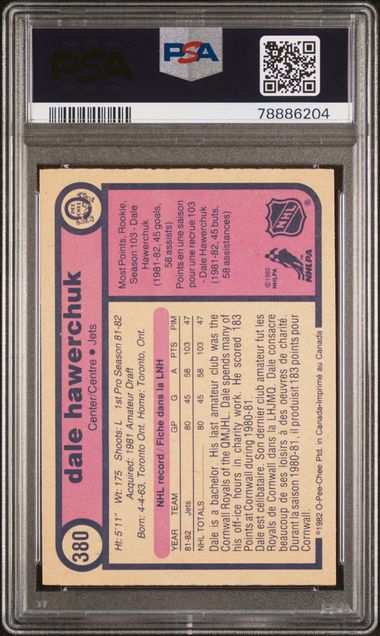 PSA
PSA
78886204
380
dale hawerchuk
Center/Centre • Jets
O
PEE
CHEE
Ht: 5'11" Wt: 175 Shoots: L 1st Pro Season 81-82
Acquired: 1981 Amateur Draft
Born: 4-4-63, Toronto Ont. Home: Toronto, Ont.
NHL record / Fiche dans la LNH
YEAR TEAM GP G A PTS PIM
81-82 Jets 80 45 58 103 47
NHL TOTALS 80 45 58 103 47
Dale is a bachelor. His last amateur club was the
Cornwall Royals of the QMJHL. Dale spends many of
his off-ice hours in charity work. He scored 183
Points at Cornwall during 1980-81.
Dale est célibataire. Son dernier club amateur fut les
Royals de Cornwall dans la LHJMQ. Dale consacre
beaucoup de ses loisirs à des oeuvres de charité.
Durant la saison 1980-81, il produisit 183 points pour
Cornwall.
©1982 O-Pee-Chee Ptd. in Canada-Imprimé au Canada
Most Points, Rookie,
Season 103 - Dale
Hawerchuk
(1981-82, 45 goals,
58 assists)
Points en une saison
pour une recrue 103
- Dale Hawerchuk
(1981-82, 45 buts,
58 assistances)
©1982
NHLPA
NHLPA
NHL
®
PSA